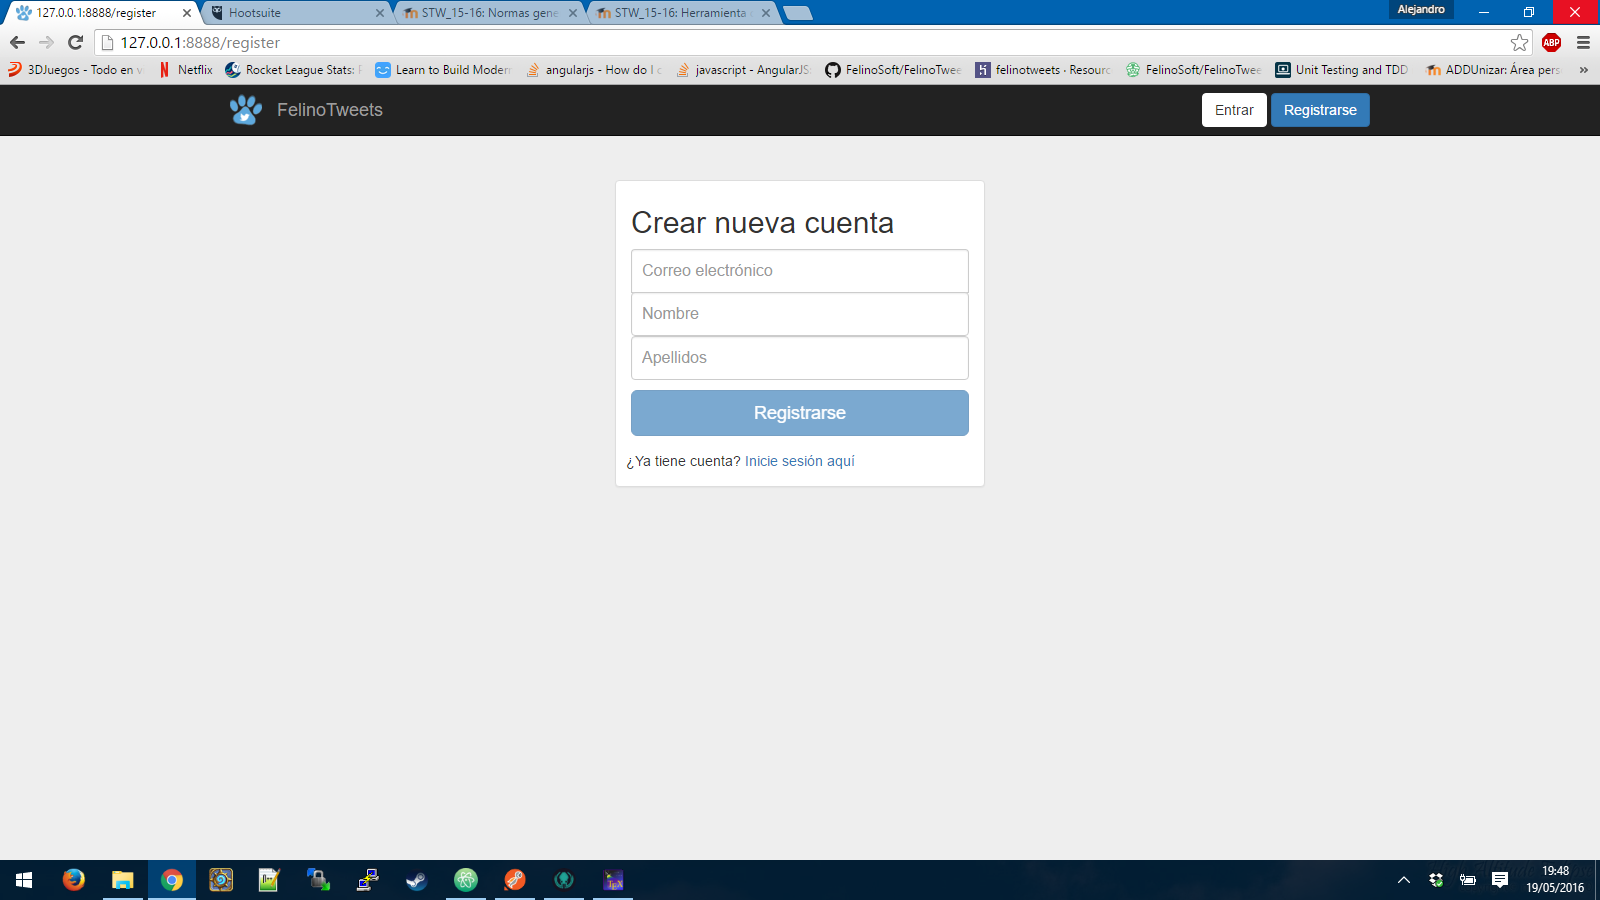 127.0.0.1:8888/register
Hootsuite
STW_15-16: Normas gene
STW_15-16: Herramienta
Alejandro
127.0.0.1:8888/register
ABP
3DJuegos - Todo en v
Netflix
Rocket League Stats:
Learn to Build Modern
angularjs - How do I c
javascript - AngularJS
FelinoSoft/FelinoTwee
felinotweets · Resourc
FelinoSoft/FelinoTwee
Unit Testing and TDD
ADDUnizar: Área pers
»
FelinoTweets
Entrar
Registrarse
Crear nueva cuenta
Correo electrónico
Nombre
Apellidos
Registrarse
¿Ya tiene cuenta? Inicie sesión aquí
19:48
19/05/2016